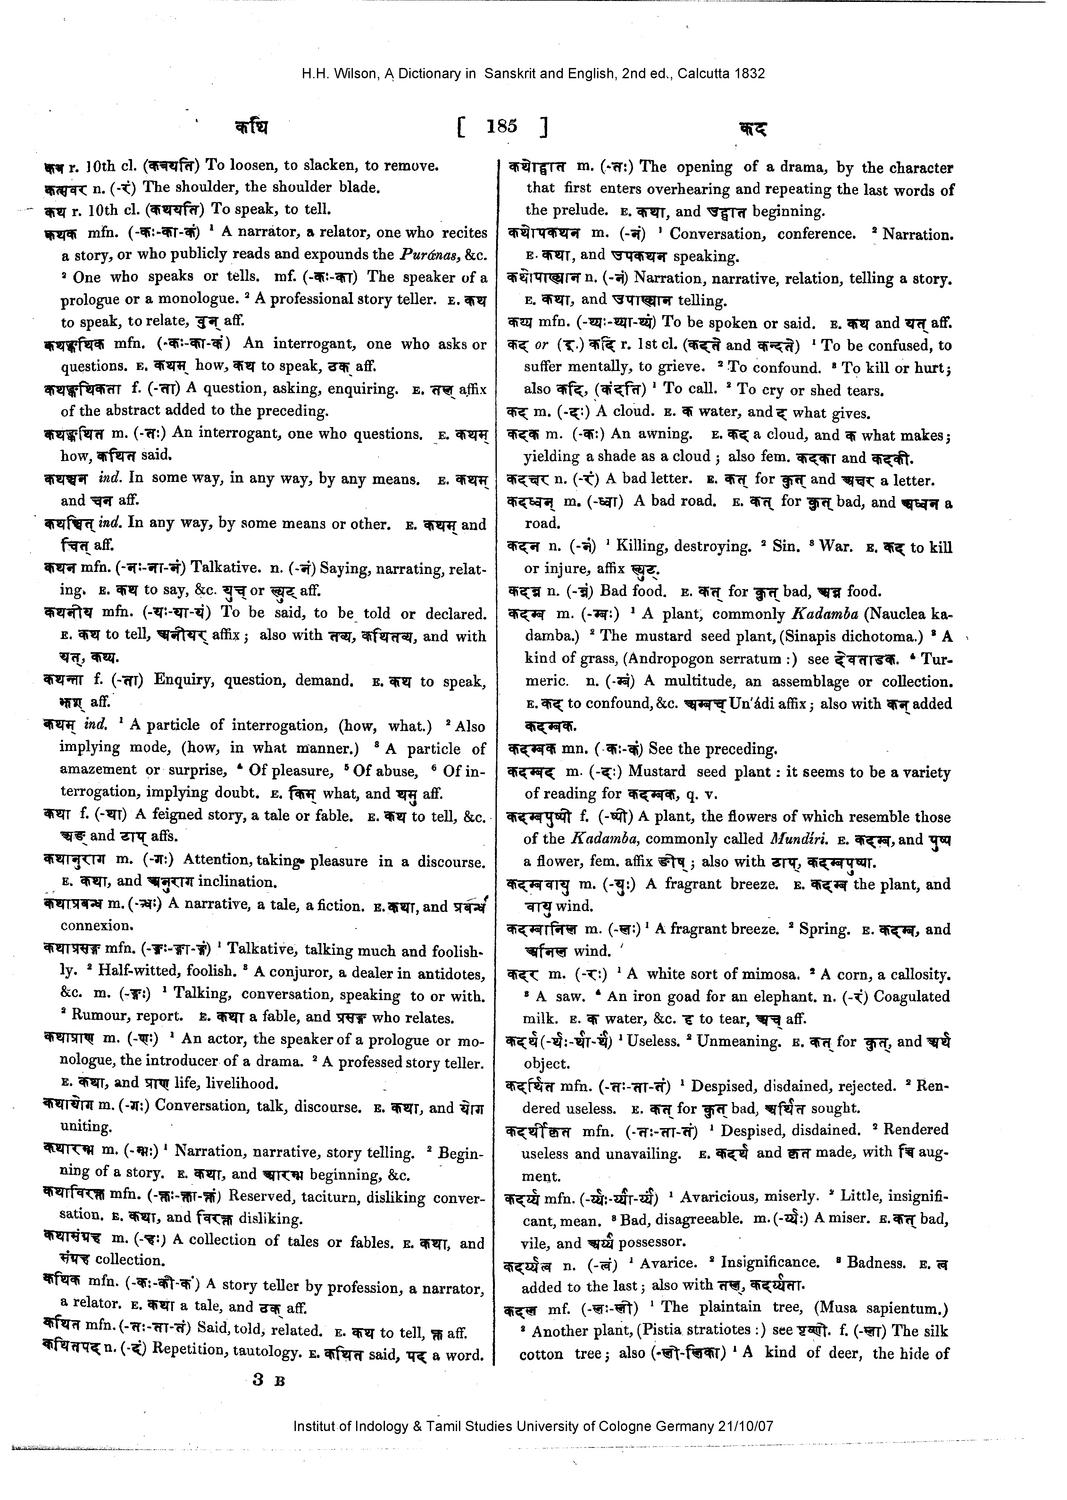 H.H. Wilson, A Dictionary in Sanskrit and English, 2nd ed., Calcutta 1832
कथि [ 185 ] कद
कत्र r. 10th cl. (कत्रयति) To loosen, to slacken, to remove.
कत्सवर n. (-रं) The shoulder, the shoulder blade.
कथ r. 10th cl. (कथयति) To speak, to tell.
कथक mfn. (-कः-का-कं) ¹ A narrator, a relator, one who recites
a story, or who publicly reads and expounds the Puránas, &c.
² One who speaks or tells. mf. (-कः-का) The speaker of a
prologue or a monologue. ² A professional story teller. E. कथ
to speak, to relate, वुन् aff.
कथङ्कथिक mfn. (-कः-का-कं) An interrogant, one who asks or
questions. E. कथम् how, कथ to speak, ठक् aff.
कथङ्कथिकता f. (-ता) A question, asking, enquiring. E. तल् affix
of the abstract added to the preceding.
कथङ्कथित m. (-तः) An interrogant, one who questions. E. कथम्
how, कथित said.
कथञ्चन ind. In some way, in any way, by any means. E. कथम्
and चन aff.
कथञ्चित् ind. In any way, by some means or other. E. कथम् and
चित् aff.
कथन mfn. (-नः-ना-नं) Talkative. n. (-नं) Saying, narrating, relat-
ing. E. कथ to say, &c. युच् or ल्युट् aff.
कथनीय mfn. (-यः-या-यं) To be said, to be told or declared.
E. कथ to tell, अनीयर् affix; also with तव्य, कथितव्य, and with
यत्, कथ्य.
कथन्ता f. (-ता) Enquiry, question, demand. E. कथ to speak,
झश् aff.
कथम् ind. ¹ A particle of interrogation, (how, what.) ² Also
implying mode, (how, in what manner.) ³ A particle of
amazement or surprise, ⁴ Of pleasure, ⁵ Of abuse, ⁶ Of in-
terrogation, implying doubt. E. किम् what, and थमु aff.
कथा f. (-था) A feigned story, a tale or fable. E. कथ to tell, &c.
अङ् and टाप् affs.
कथानुराग m. (-गः) Attention, taking pleasure in a discourse.
E. कथा, and अनुराग inclination.
कथाप्रबन्ध m. (-न्धः) A narrative, a tale, a fiction. E. कथा, and प्रबन्ध
connexion.
कथाप्रसङ्ग mfn. (-ङ्गः-ङ्गा-ङ्गं) ¹ Talkative, talking much and foolish-
ly. ² Half-witted, foolish. ³ A conjuror, a dealer in antidotes,
&c. m. (-ङ्गः) ¹ Talking, conversation, speaking to or with.
² Rumour, report. E. कथा a fable, and प्रसङ्ग who relates.
कथाप्राण m. (-णः) ¹ An actor, the speaker of a prologue or mo-
nologue, the introducer of a drama. ² A professed story teller.
E. कथा, and प्राण life, livelihood.
कथायोग m. (-गः) Conversation, talk, discourse. E. कथा, and योग
uniting.
कथारम्भ m. (-म्भः) ¹ Narration, narrative, story telling. ² Begin-
ning of a story. E. कथा, and आरम्भ beginning, &c.
कथाविरक्त mfn. (-क्तः-क्ता-क्तं) Reserved, taciturn, disliking conver-
sation. E. कथा, and विरक्त disliking.
कथासंग्रह m. (-हः) A collection of tales or fables. E. कथा, and
संग्रह collection.
कथिक mfn. (-कः-की-कं) A story teller by profession, a narrator,
a relator. E. कथा a tale, and ठक् aff.
कथित mfn. (-तः-ता-तं) Said, told, related. E. कथ to tell, क्त aff.
कथितपद n. (-दं) Repetition, tautology. E. कथित said, पद a word.
3 B
कथोद्घात m. (-तः) The opening of a drama, by the character
that first enters overhearing and repeating the last words of
the prelude. E. कथा, and उद्घात beginning.
कथोपकथन m. (-नं) ¹ Conversation, conference. ² Narration.
E. कथा, and उपकथन speaking.
कथोपाख्यान n. (-नं) Narration, narrative, relation, telling a story.
E. कथा, and उपाख्यान telling.
कथ्य mfn. (-थ्यः-थ्या-थ्यं) To be spoken or said. E. कथ and यत् aff.
कद or (इ.) कदि r. 1st cl. (कदते and कन्दते) ¹ To be confused, to
suffer mentally, to grieve. ² To confound. ³ To kill or hurt;
also कदि, (कंदति) ¹ To call. ² To cry or shed tears.
कद m. (-दः) A cloud. E. क water, and द what gives.
कदक m. (-कः) An awning. E. कद a cloud, and क what makes;
yielding a shade as a cloud; also fem. कदका and कदकी.
कदक्षर n. (-रं) A bad letter. E. कत् for कुत् and अक्षर a letter.
कदध्वन् m. (-ध्वा) A bad road. E. कत् for कुत् bad, and अध्वन a
road.
कदन n. (-नं) ¹ Killing, destroying. ² Sin. ³ War. E. कद to kill
or injure, affix ल्युट्.
कदन्न n. (-न्नं) Bad food. E. कत् for कुत् bad, अन्न food.
कदम्ब m. (-म्बः) ¹ A plant, commonly Kadamba (Nauclea ka-
damba.) ² The mustard seed plant, (Sinapis dichotoma.) ³ A
kind of grass, (Andropogon serratum:) see देवताडक. ⁴ Tur-
meric. n. (-म्बं) A multitude, an assemblage or collection.
E. कद to confound, &c. अम्बच् Un'ádi affix; also with कन् added
कदम्बक.
कदम्बक mn. (-कः-कं) See the preceding.
कदम्बद m. (-दः) Mustard seed plant: it seems to be a variety
of reading for कदम्बक, q. v.
कदम्बपुष्पी f. (-ष्पी) A plant, the flowers of which resemble those
of the Kadamba, commonly called Mundíri. E. कदम्ब, and पुष्प
a flower, fem. affix ङीष्; also with टाप्, कदम्बपुष्पा.
कदम्बवायु m. (-युः) A fragrant breeze. E. कदम्ब the plant, and
वायु wind.
कदम्बानिल m. (-लः) ¹ A fragrant breeze. ² Spring. E. कदम्ब, and
अनिल wind.
कदर m. (-रः) ¹ A white sort of mimosa. ² A corn, a callosity.
³ A saw. ⁴ An iron goad for an elephant. n. (-रं) Coagulated
milk. E. क water, &c. दृ to tear, अच् aff.
कदर्थ (-र्थः-र्था-र्थं) ¹ Useless. ² Unmeaning. E. कत् for कुत्, and अर्थ
object.
कदर्थित mfn. (-तः-ता-तं) ¹ Despised, disdained, rejected. ² Ren-
dered useless. E. कत् for कुत् bad, अर्थित sought.
कदर्थीकृत mfn. (-तः-ता-तं) ¹ Despised, disdained. ² Rendered
useless and unavailing. E. कदर्थ and कृत made, with च्वि aug-
ment.
कदर्य्य mfn. (-र्य्यः-र्य्या-र्य्यं) ¹ Avaricious, miserly. ² Little, insignifi-
cant, mean. ³ Bad, disagreeable. m. (-र्य्यः) A miser. E. कत् bad,
vile, and अर्य्य possessor.
कदर्य्यत्व n. (-त्वं) ¹ Avarice. ² Insignificance. ³ Badness. E. त्व
added to the last; also with तल्, कदर्य्यता.
कदल mf. (-लः-ली) ¹ The plaintain tree, (Musa sapientum.)
² Another plant, (Pistia stratiotes:) see पृश्नी. f. (-ला) The silk
cotton tree; also (-ली-लिका) ¹ A kind of deer, the hide of
Institut of Indology & Tamil Studies University of Cologne Germany 21/10/07